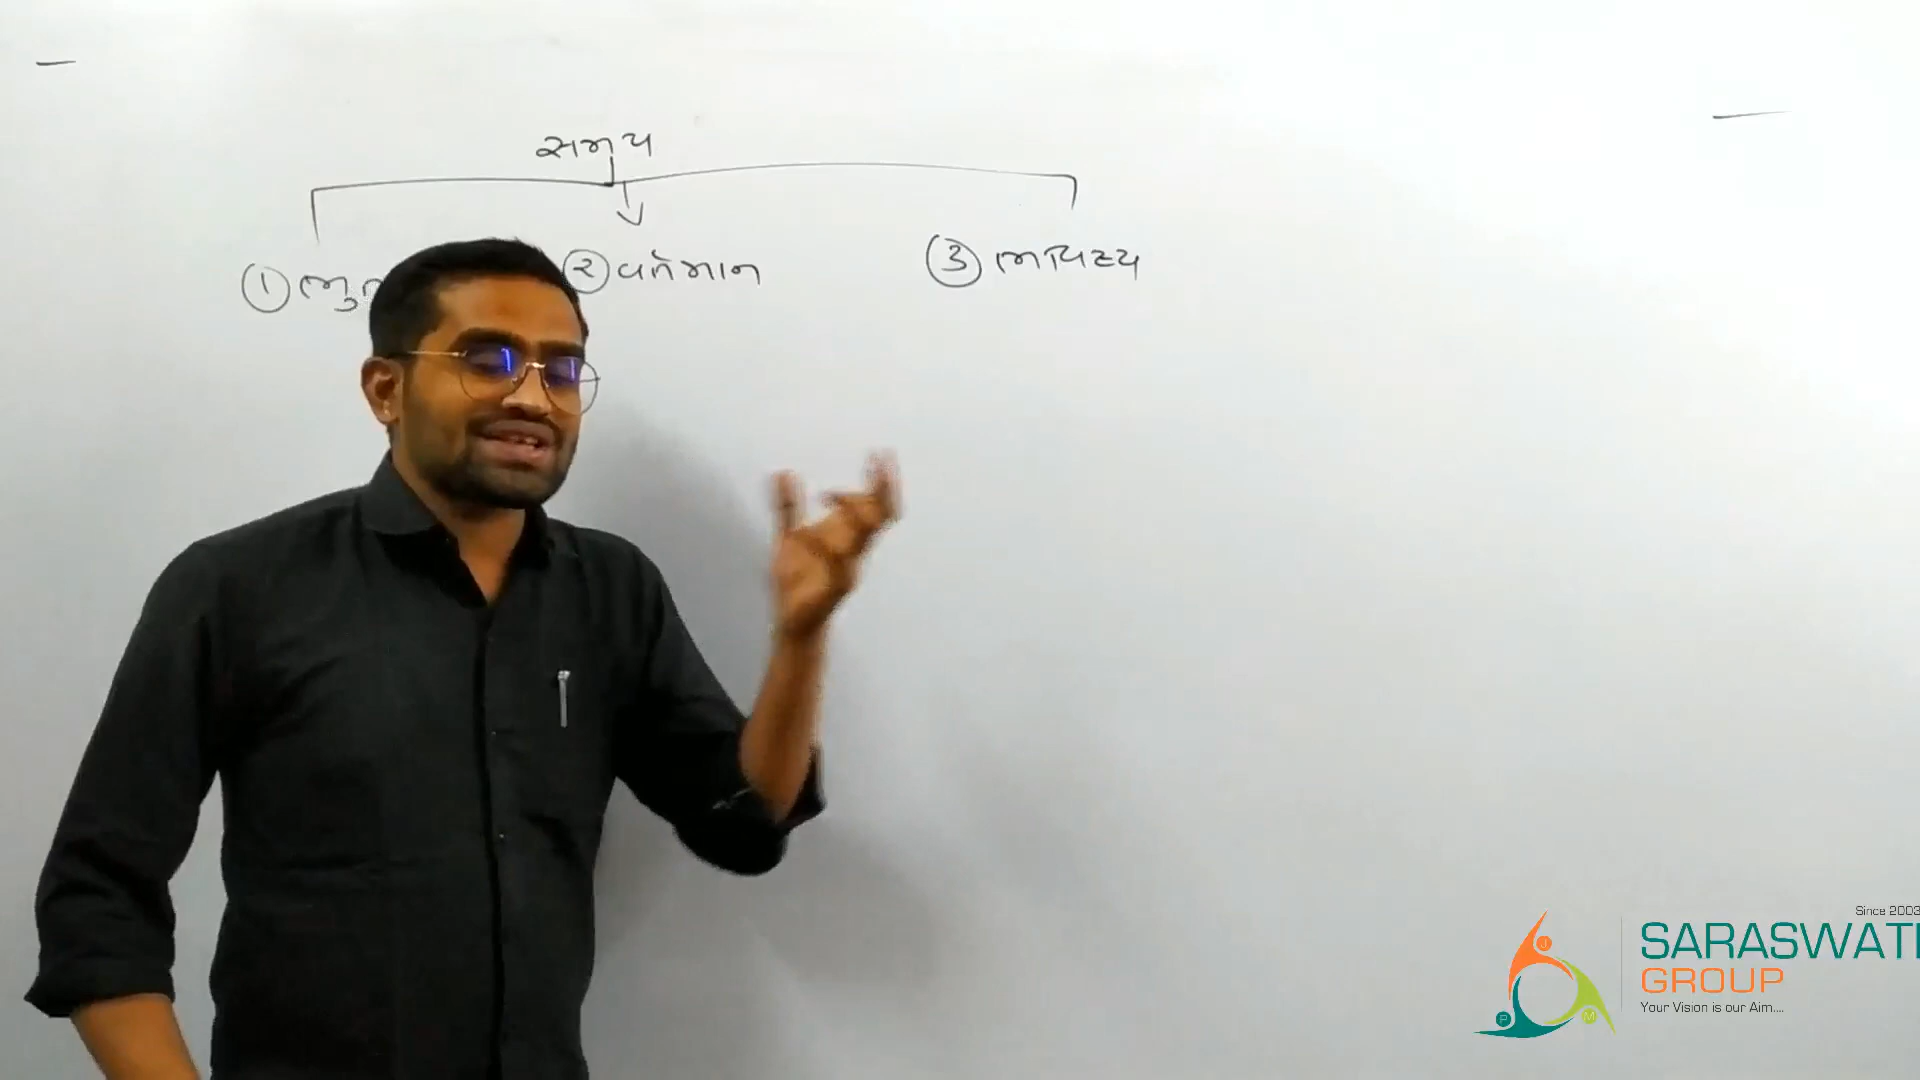 સમય
① ભુત ② વર્તમાન ③ ભવિષ્ય
Since 2003
SARASWATI
GROUP
Your Vision is our Aim....
J
P M